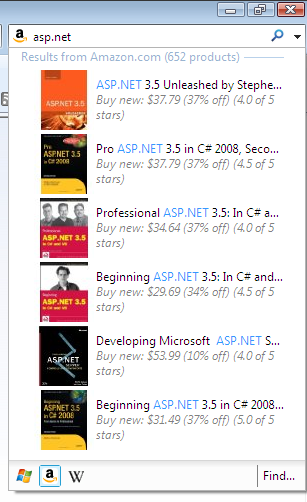 asp.net
Results from Amazon.com (652 products)
ASP.NET 3.5 Unleashed by Stephe...
Buy new: $37.79 (37% off) (4.0 of 5
stars)
Pro ASP.NET 3.5 in C# 2008, Seco...
Buy new: $37.79 (37% off) (4.5 of 5
stars)
Professional ASP.NET 3.5: In C# a...
Buy new: $34.64 (37% off) (4.0 of 5
stars)
Beginning ASP.NET 3.5: In C# and...
Buy new: $29.69 (34% off) (4.5 of 5
stars)
Developing Microsoft ASP.NET S...
Buy new: $53.99 (10% off) (4.0 of 5
stars)
Beginning ASP.NET 3.5 in C# 2008...
Buy new: $31.49 (37% off) (5.0 of 5
stars)
a
a
W
Find...